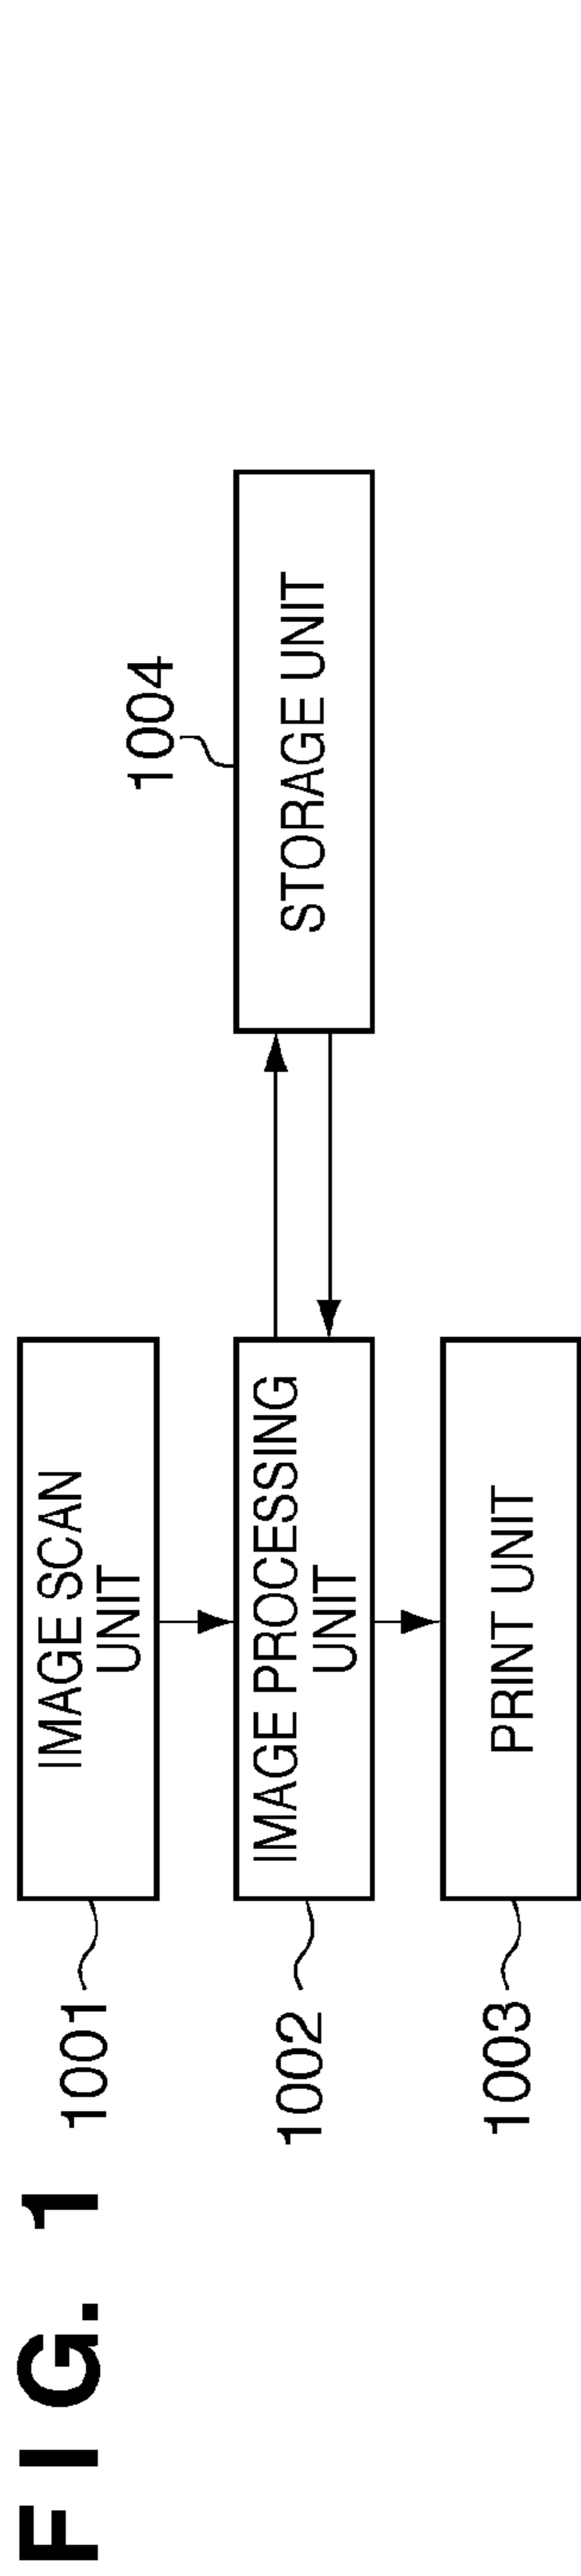 FIG. 1
1001
IMAGE SCAN
UNIT
1002
IMAGE PROCESSING
UNIT
1004
STORAGE UNIT
1003
PRINT UNIT